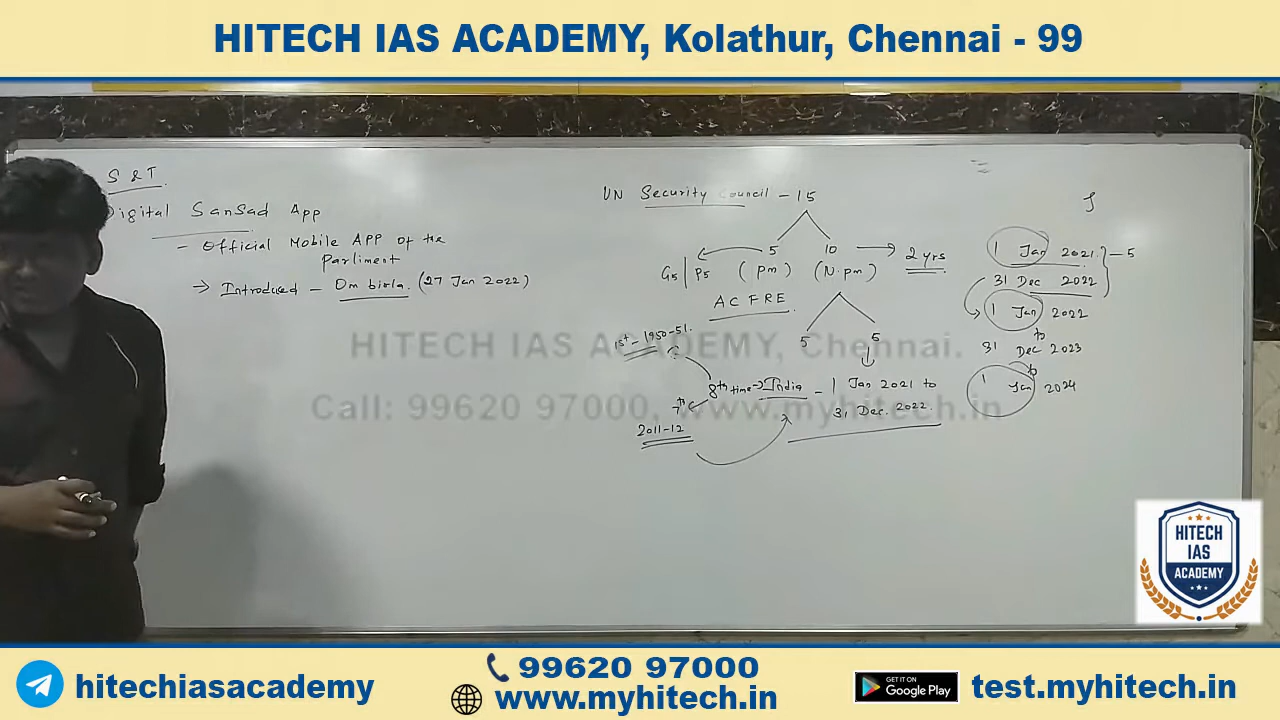 HITECH IAS ACADEMY, Kolathur, Chennai - 99
S & T
Digital Sansad App
- Official Mobile APP of the
Parliment
→ Introduced - Om birla. (27 Jan 2022)
UN Security Council - 15
5 10 → 2 yrs
G5 | P5 (pm) (N.pm)
ACFRE
5 5
1st - 1950-51.
8th time → India - 1 Jan 2021 to
31 Dec. 2022.
7th
2011-12
1 Jan 2021 - 5
31 Dec 2022
1 Jan 2022
to
31 Dec 2023
to
1 Jan 2024
HITECH IAS ACADEMY, Chennai.
Call: 99620 97000, www.myhitech.in
HITECH
IAS
ACADEMY
hitechiasacademy
99620 97000
www.myhitech.in
GET IT ON
Google Play
test.myhitech.in